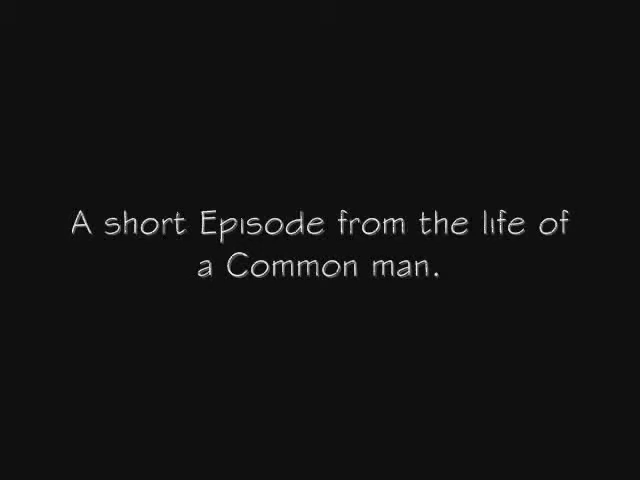 A short Episode from the life of
a Common man.